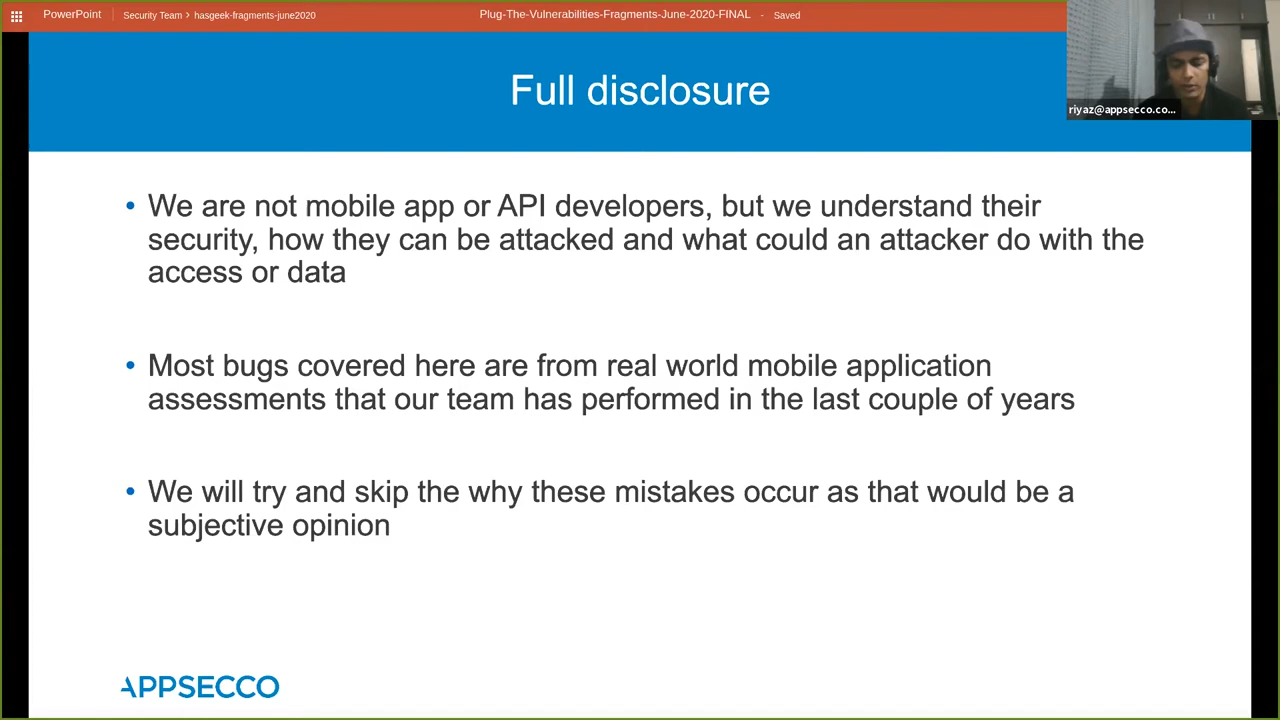 PowerPoint
Security Team › hasgeek-fragments-june2020
Plug-The-Vulnerabilities-Fragments-June-2020-FINAL - Saved
riyaz@appsecco.co...
Full disclosure
• We are not mobile app or API developers, but we understand their
security, how they can be attacked and what could an attacker do with the
access or data
• Most bugs covered here are from real world mobile application
assessments that our team has performed in the last couple of years
• We will try and skip the why these mistakes occur as that would be a
subjective opinion
APPSECCO